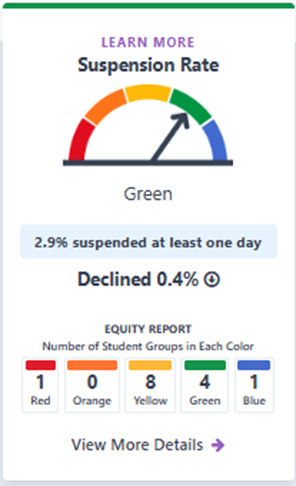 LEARN MORE
Suspension Rate
Green
2.9% suspended at least one day
Declined 0.4%
EQUITY REPORT
Number of Student Groups in Each Color
1 0 8 4 1
Red Orange Yellow Green Blue
View More Details